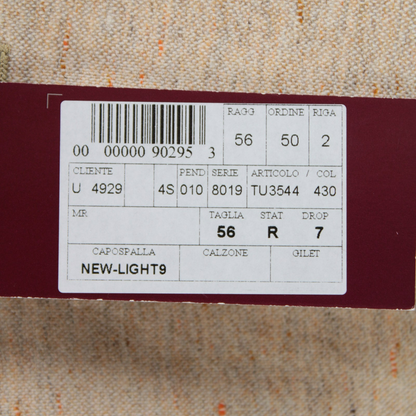 RAGG ORDINE RIGA
56 50 2
00 00000 90295 3
CLIENTE PEND SERIE ARTICOLO / COL
U 4929 4S 010 8019 TU3544 430
MR TAGLIA STAT DROP
56 R 7
CAPOSPALLA CALZONE GILET
NEW-LIGHT9